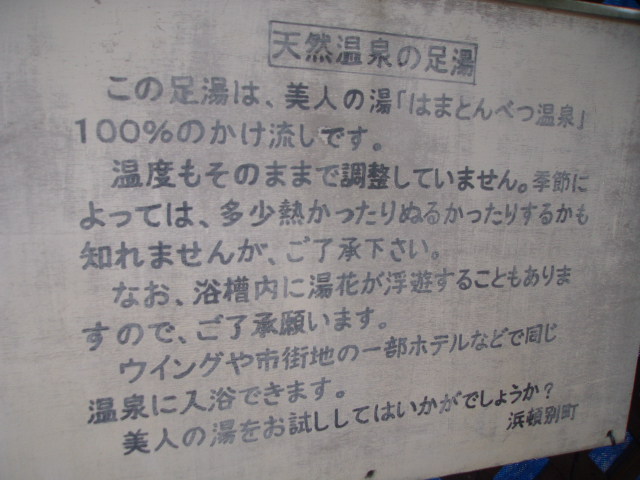 天然温泉の足湯
この足湯は、美人の湯「はまとんべつ温泉」
100%のかけ流しです。
温度もそのままで調整していません。季節に
よっては、多少熱かったりぬるかったりするかも
知れませんが、ご了承下さい。
なお、浴槽内に湯花が浮遊することもありま
すので、ご了承願います。
ウイングや市街地の一部ホテルなどで同じ
温泉に入浴できます。
美人の湯をお試ししてはいかがでしょうか?
浜頓別町